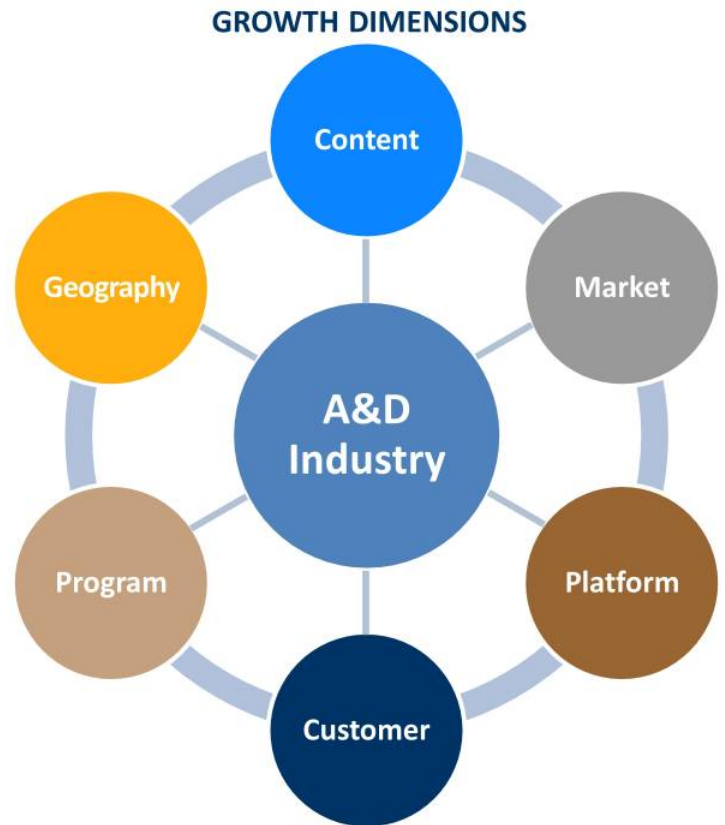 GROWTH DIMENSIONS
Content
Market
Platform
Customer
Program
Geography
A&D
Industry